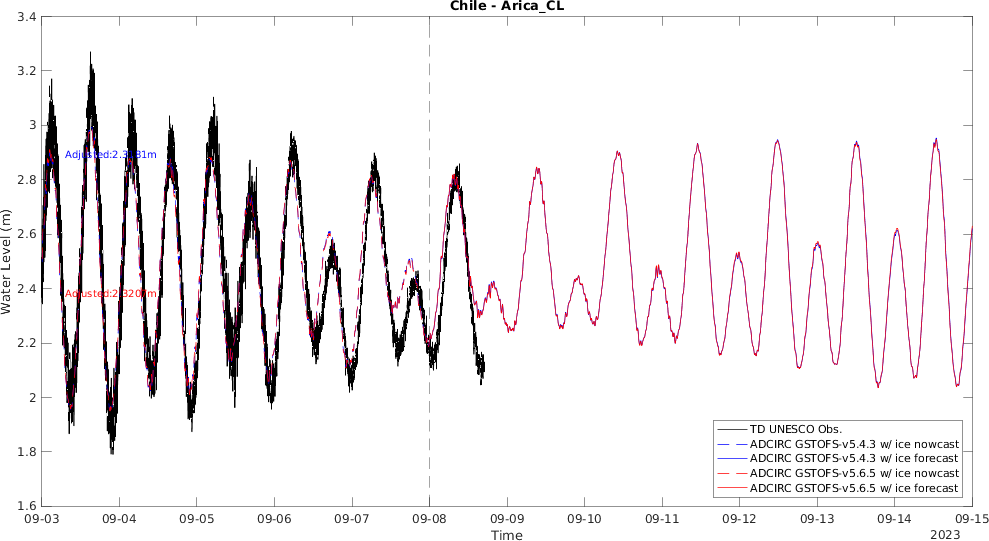 Chile - Arica_CL
Water Level (m)
3.4
3.2
3
2.8
2.6
2.4
2.2
2
1.8
1.6
TD UNESCO Obs.
ADCIRC GSTOFS-v5.4.3 w/ ice nowcast
ADCIRC GSTOFS-v5.4.3 w/ ice forecast
ADCIRC GSTOFS-v5.6.5 w/ ice nowcast
ADCIRC GSTOFS-v5.6.5 w/ ice forecast
09-03 09-04 09-05 09-06 09-07 09-08 09-09 09-10 09-11 09-12 09-13 09-14 09-15
Time
2023